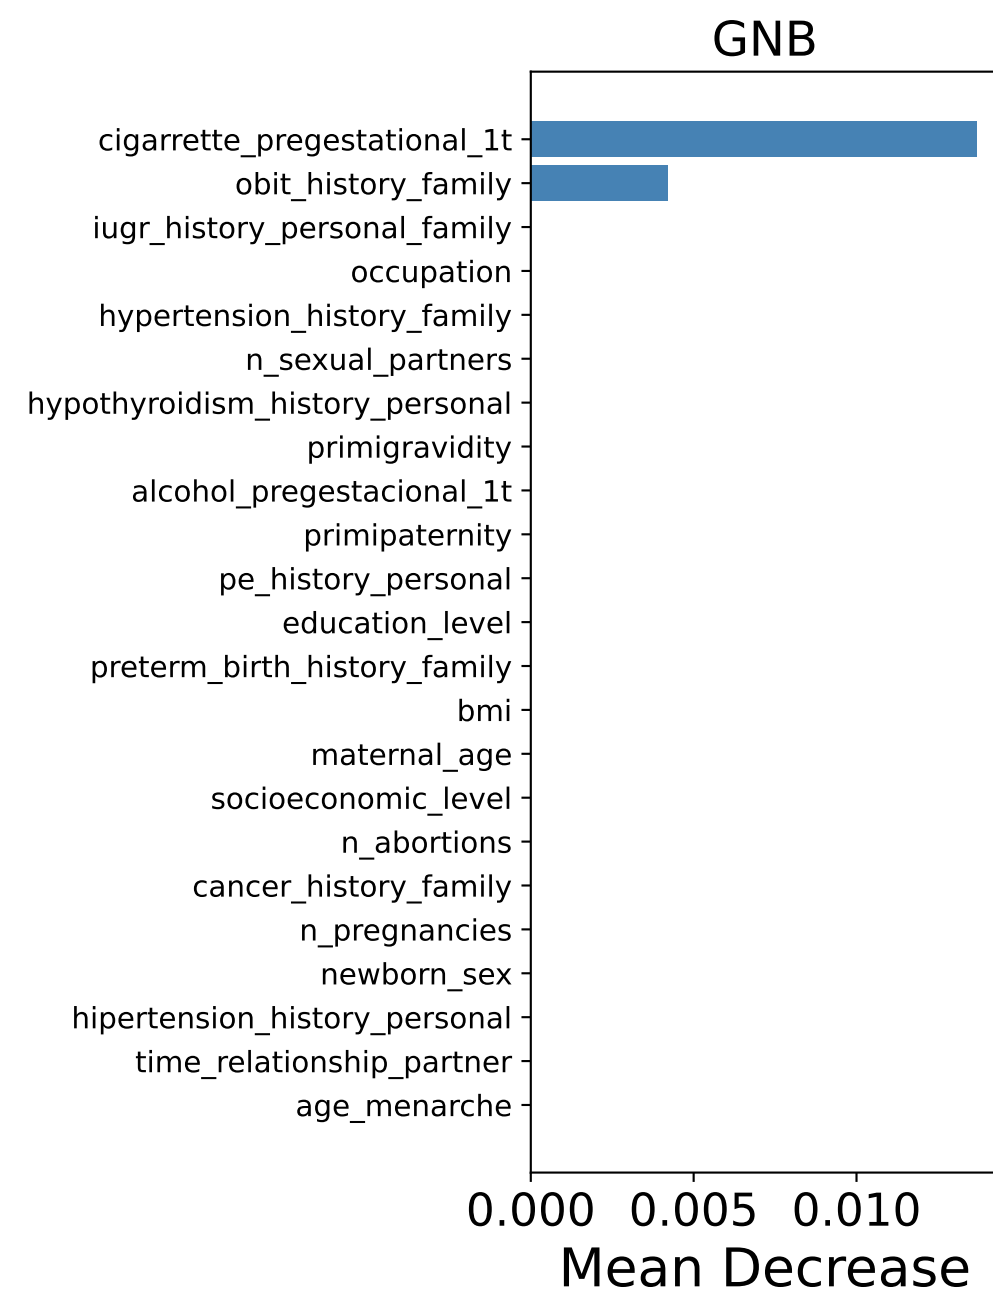 GNB
cigarrette_pregestational_1t
obit_history_family
iugr_history_personal_family
occupation
hypertension_history_family
n_sexual_partners
hypothyroidism_history_personal
primigravidity
alcohol_pregestacional_1t
primipaternity
pe_history_personal
education_level
preterm_birth_history_family
bmi
maternal_age
socioeconomic_level
n_abortions
cancer_history_family
n_pregnancies
newborn_sex
hipertension_history_personal
time_relationship_partner
age_menarche
0.000 0.005 0.010
Mean Decrease